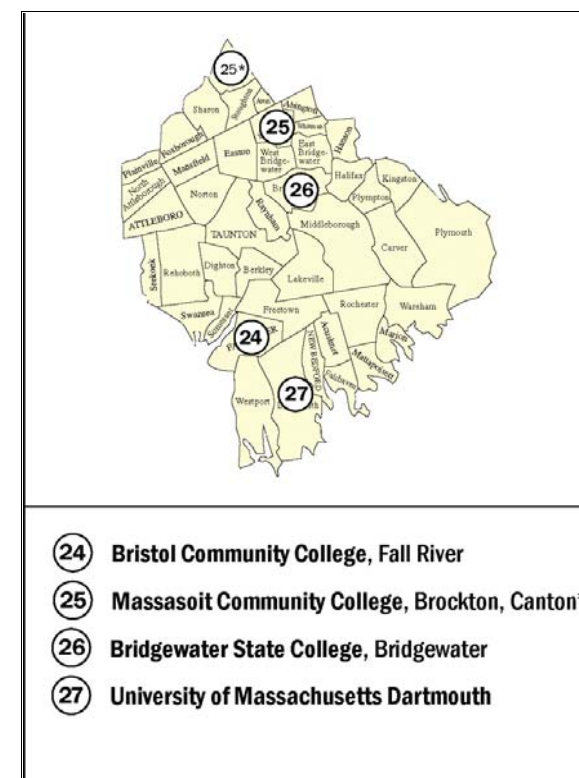 25*
Sharon
Stoughton
Avon
Abington
Foxborough
25
Whitman
Hanson
Plainville
Mansfield
Easton
West
Bridge-
water
East
Bridge-
water
North
Attleborough
Halifax
Kingston
Norton
Raynham
26
Plympton
ATTLEBORO
TAUNTON
Middleborough
Plymouth
Carver
Seekonk
Rehoboth
Dighton
Berkley
Lakeville
Swansea
Somerset
Freetown
Rochester
Wareham
24
Acushnet
Marion
NEW BEDFORD
Mattapoisett
Fairhaven
Westport
27
24 Bristol Community College, Fall River
25 Massasoit Community College, Brockton, Canton*
26 Bridgewater State College, Bridgewater
27 University of Massachusetts Dartmouth